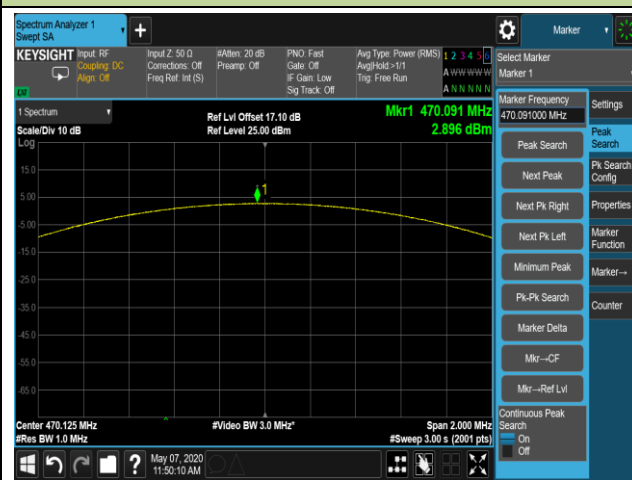 Spectrum Analyzer 1
Swept SA
+
Marker
KEYSIGHT
Input: RF
Coupling: DC
Align: Off
Input Z: 50 Ω
Corrections: Off
Freq Ref: Int (S)
#Atten: 20 dB
Preamp: Off
PNO: Fast
Gate: Off
IF Gain: Low
Sig Track: Off
Avg Type: Power (RMS)
Avg|Hold:>1/1
Trig: Free Run
1 2 3 4 5 6
A W W W W W
A N N N N N
LXI
Select Marker
Marker 1
1 Spectrum
Scale/Div 10 dB
Log
Ref Lvl Offset 17.10 dB
Ref Level 25.00 dBm
Mkr1 470.091 MHz
2.896 dBm
15.0
5.00
-5.00
-15.0
-25.0
-35.0
-45.0
-55.0
-65.0
1
Center 470.125 MHz
#Res BW 1.0 MHz
#Video BW 3.0 MHz*
Span 2.000 MHz
#Sweep 3.00 s (2001 pts)
Marker Frequency
470.091000 MHz
Peak Search
Next Peak
Next Pk Right
Next Pk Left
Minimum Peak
Pk-Pk Search
Marker Delta
Mkr→CF
Mkr→Ref Lvl
Continuous Peak
Search
On
Off
Settings
Peak
Search
Pk Search
Config
Properties
Marker
Function
Marker→
Counter
?
May 07, 2020
11:50:10 AM